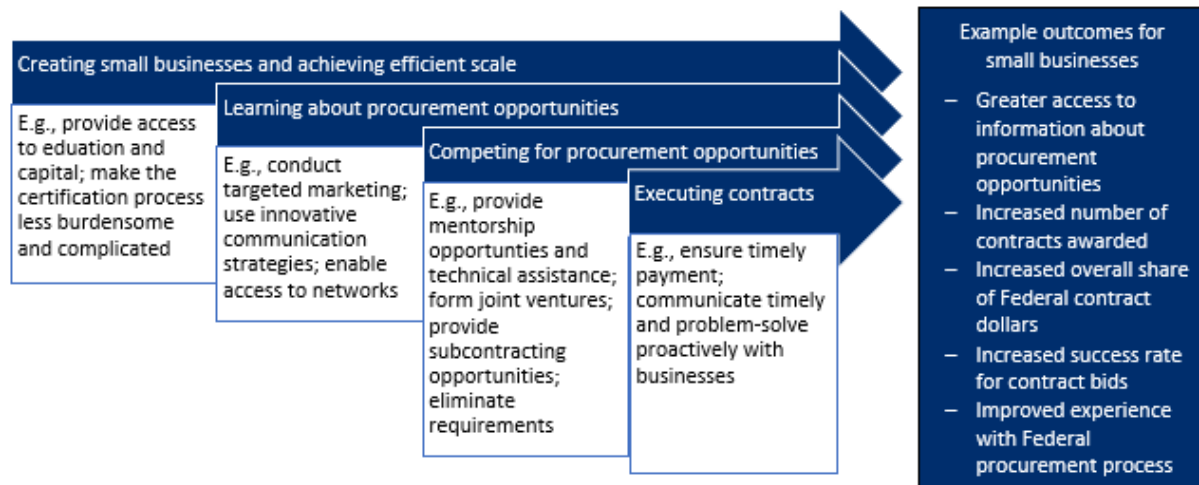 Creating small businesses and achieving efficient scale
E.g., provide access
to eduation and
capital; make the
certification process
less burdensome
and complicated
Learning about procurement opportunities
E.g., conduct
targeted marketing;
use innovative
communication
strategies; enable
access to networks
Competing for procurement opportunities
E.g., provide
mentorship
opportunties and
technical assistance;
form joint ventures;
provide
subcontracting
opportunities;
eliminate
requirements
Executing contracts
E.g., ensure timely
payment;
communicate timely
and problem-solve
proactively with
businesses
Example outcomes for
small businesses
– Greater access to
information about
procurement
opportunities
– Increased number of
contracts awarded
– Increased overall share
of Federal contract
dollars
– Increased success rate
for contract bids
– Improved experience
with Federal
procurement process